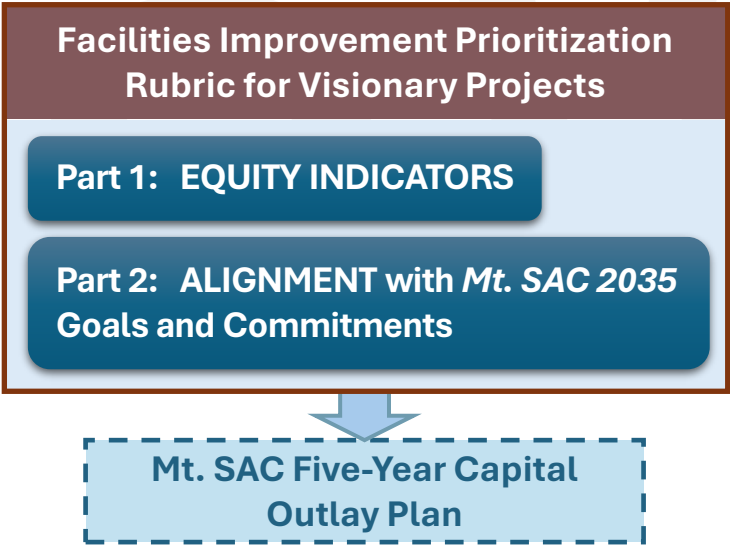 Facilities Improvement Prioritization
Rubric for Visionary Projects
Part 1: EQUITY INDICATORS
Part 2: ALIGNMENT with Mt. SAC 2035
Goals and Commitments
Mt. SAC Five-Year Capital
Outlay Plan